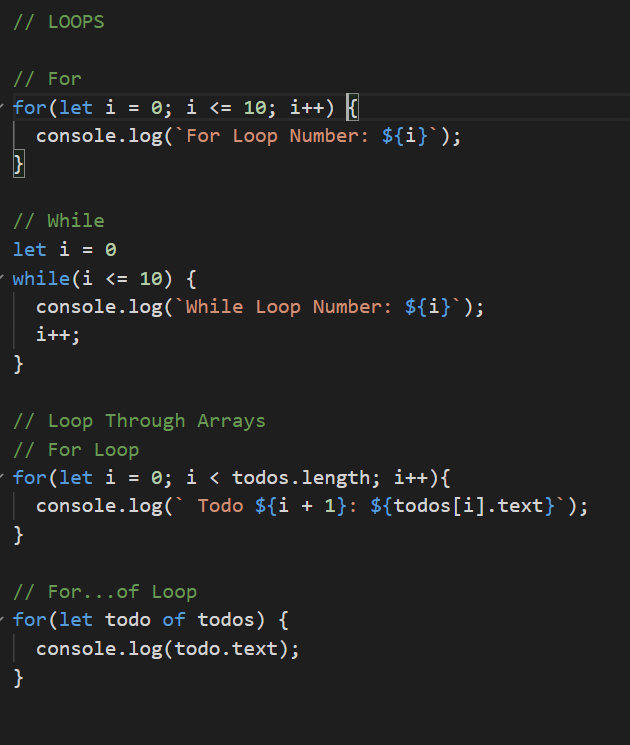 // LOOPS
// For
for(let i = 0; i <= 10; i++) {
  console.log(`For Loop Number: ${i}`);
}
// While
let i = 0
while(i <= 10) {
  console.log(`While Loop Number: ${i}`);
  i++;
}
// Loop Through Arrays
// For Loop
for(let i = 0; i < todos.length; i++){
  console.log(` Todo ${i + 1}: ${todos[i].text}`);
}
// For...of Loop
for(let todo of todos) {
  console.log(todo.text);
}